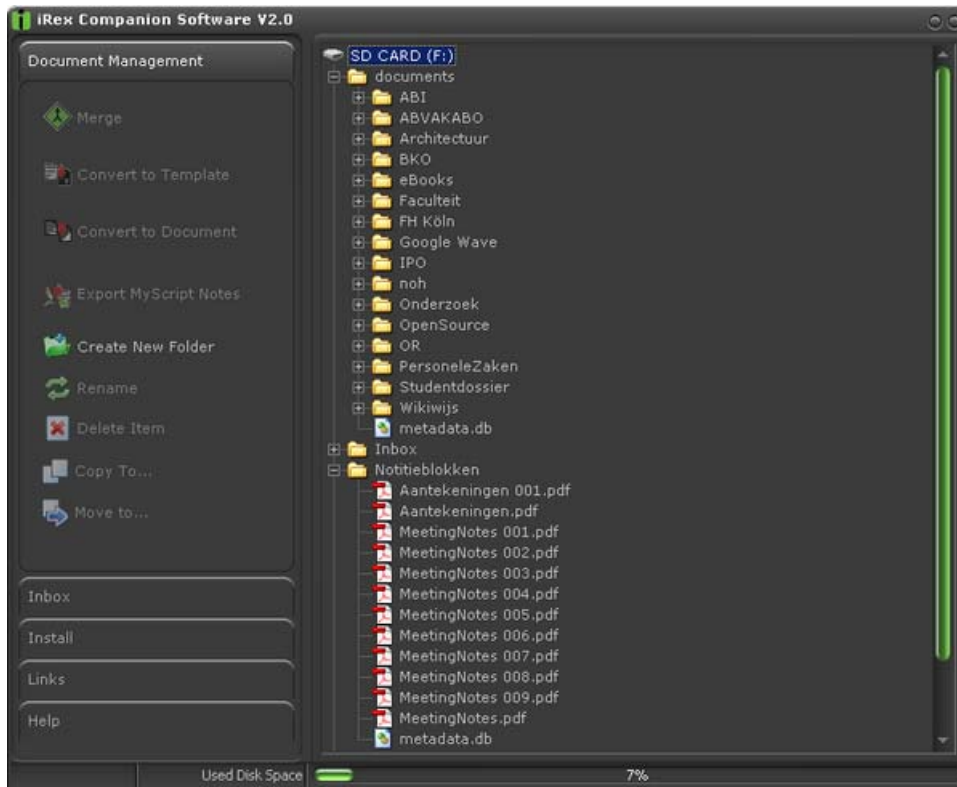 iRex Companion Software V2.0
Document Management
Merge
Convert to Template
Convert to Document
Export MyScript Notes
Create New Folder
Rename
Delete Item
Copy To...
Move to...
Inbox
Install
Links
Help
SD CARD (F:)
documents
ABI
ABVAKABO
Architectuur
BKO
eBooks
Faculteit
FH Köln
Google Wave
IPO
noh
Onderzoek
OpenSource
OR
PersoneleZaken
Studentdossier
Wikiwijs
metadata.db
Inbox
Notitieblokken
Aantekeningen 001.pdf
Aantekeningen.pdf
MeetingNotes 001.pdf
MeetingNotes 002.pdf
MeetingNotes 003.pdf
MeetingNotes 004.pdf
MeetingNotes 005.pdf
MeetingNotes 006.pdf
MeetingNotes 007.pdf
MeetingNotes 008.pdf
MeetingNotes 009.pdf
MeetingNotes.pdf
metadata.db
Used Disk Space 7%